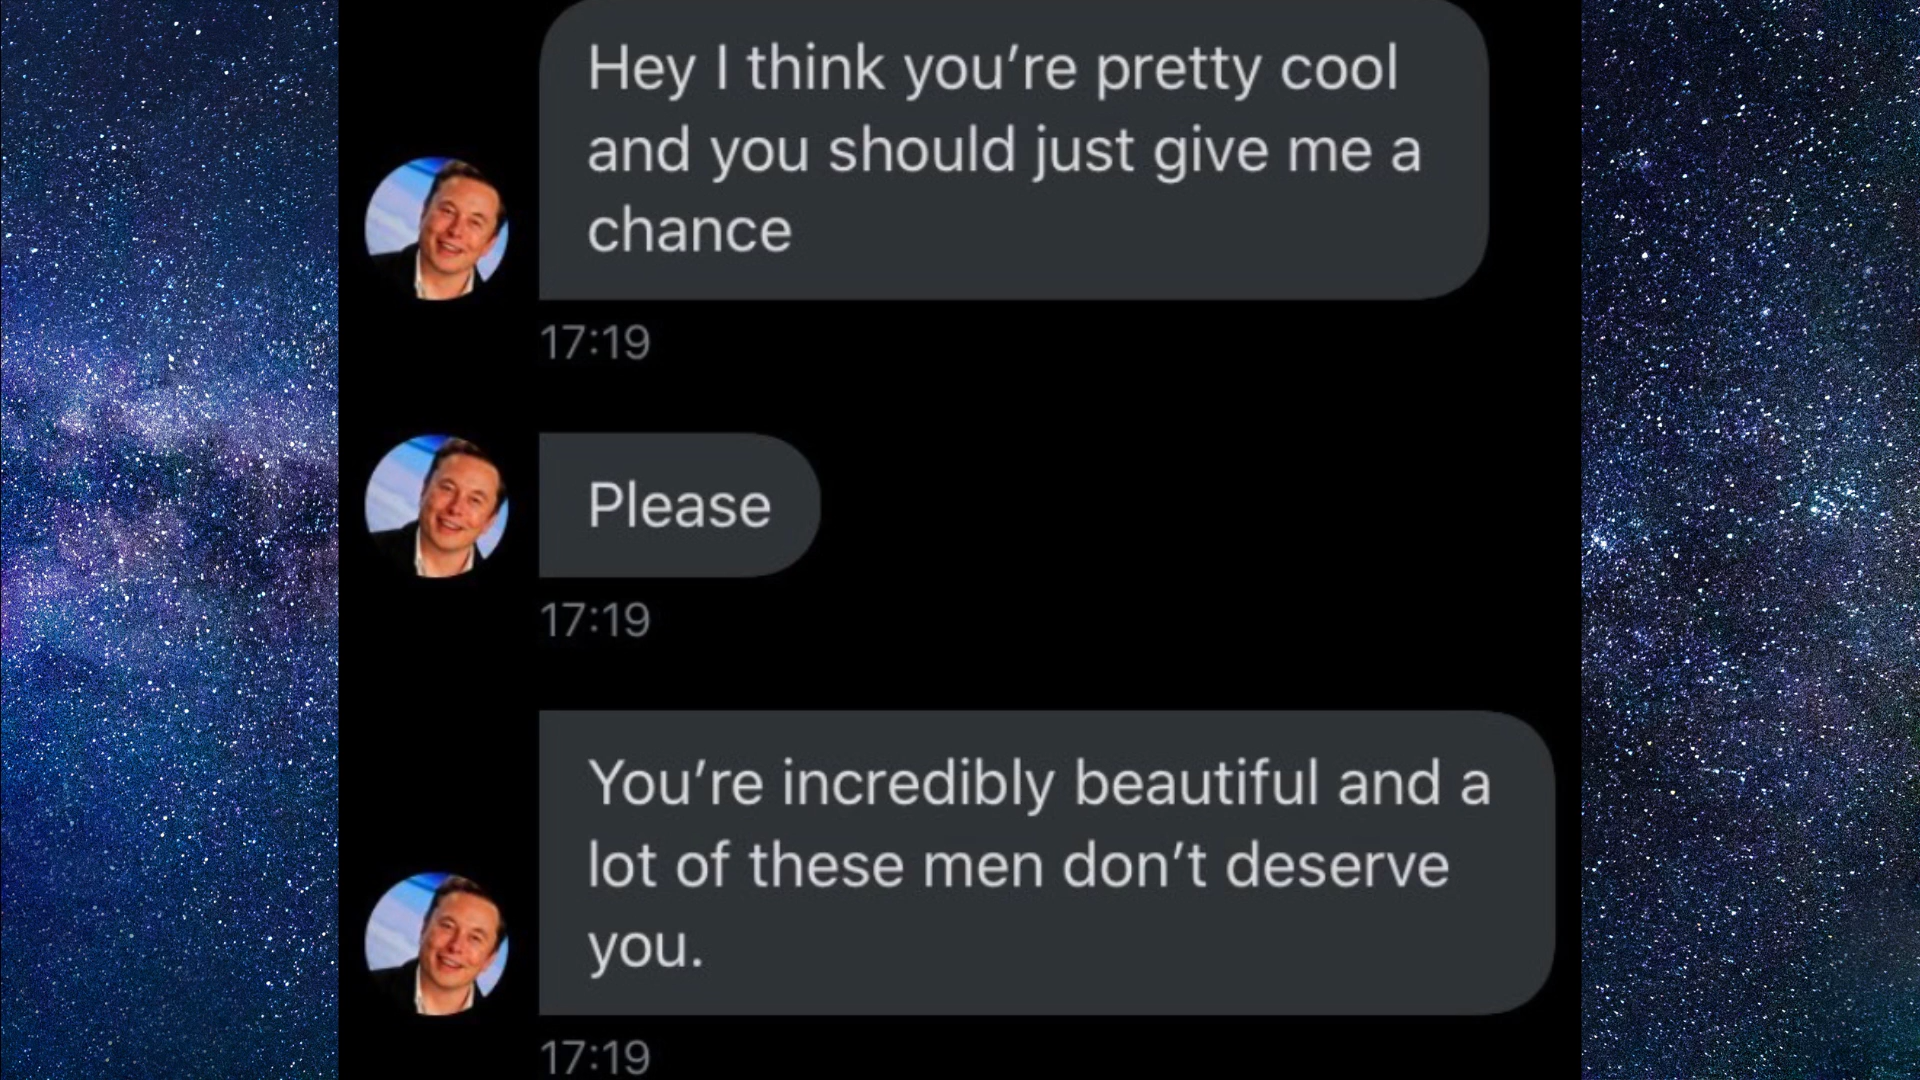 Hey I think you’re pretty cool
and you should just give me a
chance
17:19
Please
17:19
You’re incredibly beautiful and a
lot of these men don’t deserve
you.
17:19